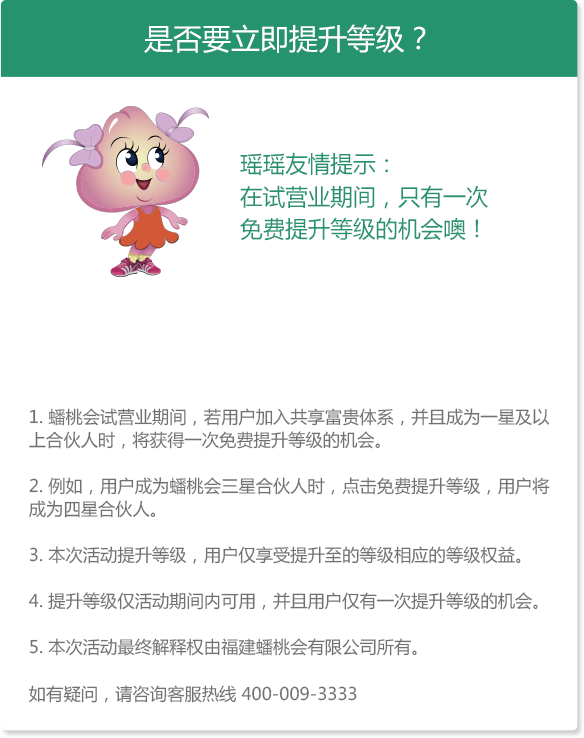 是否要立即提升等级？
瑶瑶友情提示：
在试营业期间，只有一次
免费提升等级的机会噢！
1. 蟠桃会试营业期间，若用户加入共享富贵体系，并且成为一星及以
上合伙人时，将获得一次免费提升等级的机会。
2. 例如，用户成为蟠桃会三星合伙人时，点击免费提升等级，用户将
成为四星合伙人。
3. 本次活动提升等级，用户仅享受提升至的等级相应的等级权益。
4. 提升等级仅活动期间内可用，并且用户仅有一次提升等级的机会。
5. 本次活动最终解释权由福建蟠桃会有限公司所有。
如有疑问，请咨询客服热线 400-009-3333